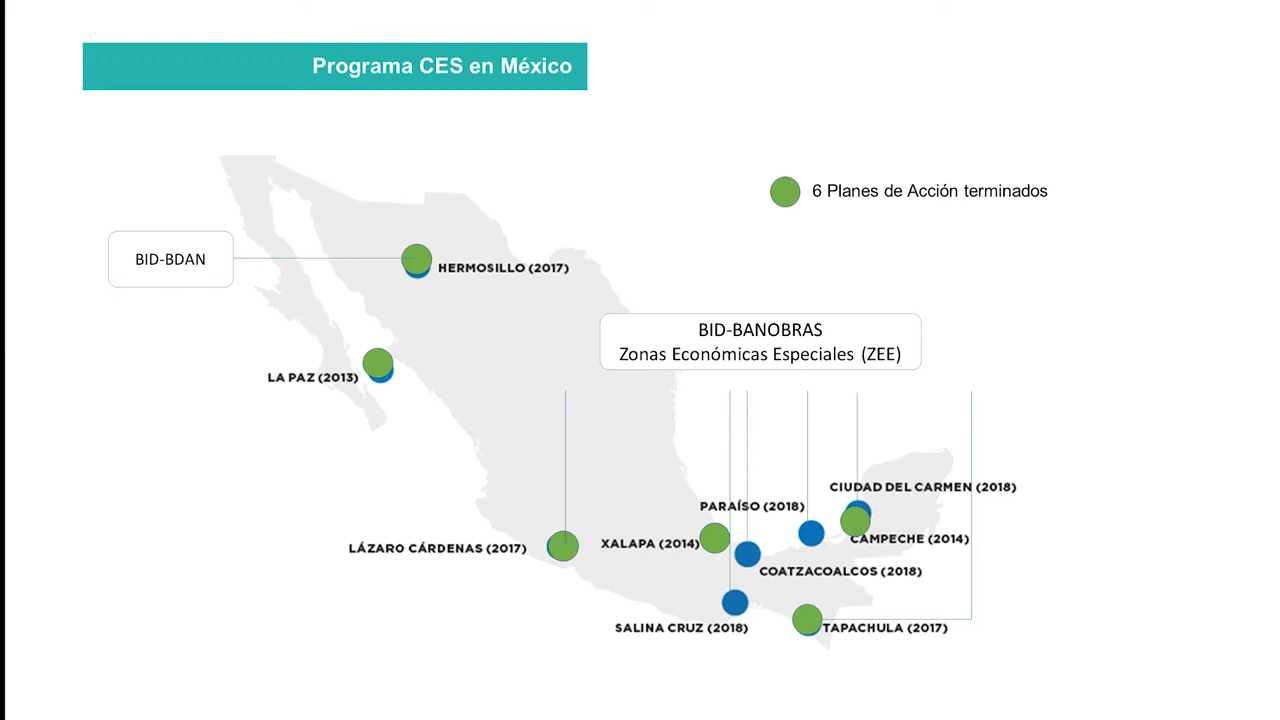 Programa CES en México
6 Planes de Acción terminados
BID-BDAN
HERMOSILLO (2017)
BID-BANOBRAS
Zonas Económicas Especiales (ZEE)
LA PAZ (2013)
CIUDAD DEL CARMEN (2018)
PARAÍSO (2018)
CAMPECHE (2014)
XALAPA (2014)
LÁZARO CÁRDENAS (2017)
COATZACOALCOS (2018)
SALINA CRUZ (2018)
TAPACHULA (2017)